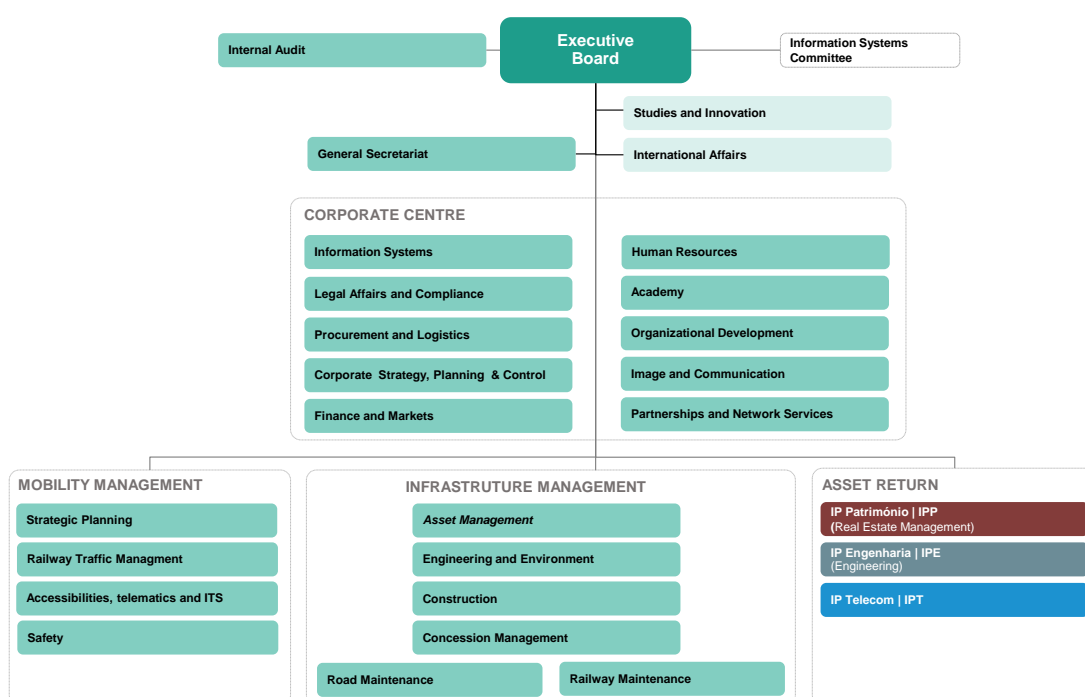 Internal Audit
Executive
Board
Information Systems
Committee
Studies and Innovation
General Secretariat
International Affairs
CORPORATE CENTRE
Information Systems
Human Resources
Legal Affairs and Compliance
Academy
Procurement and Logistics
Organizational Development
Corporate Strategy, Planning & Control
Image and Communication
Finance and Markets
Partnerships and Network Services
MOBILITY MANAGEMENT
Strategic Planning
Railway Traffic Managment
Accessibilities, telematics and ITS
Safety
INFRASTRUTURE MANAGEMENT
Asset Management
Engineering and Environment
Construction
Concession Management
Road Maintenance
Railway Maintenance
ASSET RETURN
IP Património | IPP
(Real Estate Management)
IP Engenharia | IPE
(Engineering)
IP Telecom | IPT